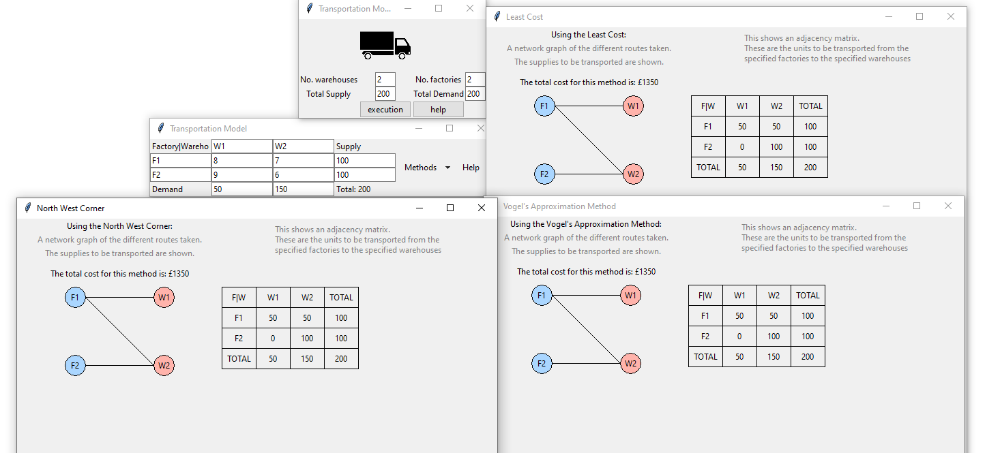 Transportation Mo...
No. warehouses 2 No. factories 2
Total Supply 200 Total Demand 200
execution help
Transportation Model
Factory|Wareho W1 W2 Supply
F1 8 7 100
F2 9 6 100
Demand 50 150 Total: 200
Methods Help
Least Cost
Using the Least Cost:
A network graph of the different routes taken.
The supplies to be transported are shown.
This shows an adjacency matrix.
These are the units to be transported from the
specified factories to the specified warehouses
The total cost for this method is: £1350
F1 W1
F2 W2
F|W W1 W2 TOTAL
F1 50 50 100
F2 0 100 100
TOTAL 50 150 200
North West Corner
Using the North West Corner:
A network graph of the different routes taken.
The supplies to be transported are shown.
This shows an adjacency matrix.
These are the units to be transported from the
specified factories to the specified warehouses
The total cost for this method is: £1350
F1 W1
F2 W2
F|W W1 W2 TOTAL
F1 50 50 100
F2 0 100 100
TOTAL 50 150 200
Vogel's Approximation Method
Using the Vogel's Approximation Method:
A network graph of the different routes taken.
The supplies to be transported are shown.
This shows an adjacency matrix.
These are the units to be transported from the
specified factories to the specified warehouses
The total cost for this method is: £1350
F1 W1
F2 W2
F|W W1 W2 TOTAL
F1 50 50 100
F2 0 100 100
TOTAL 50 150 200